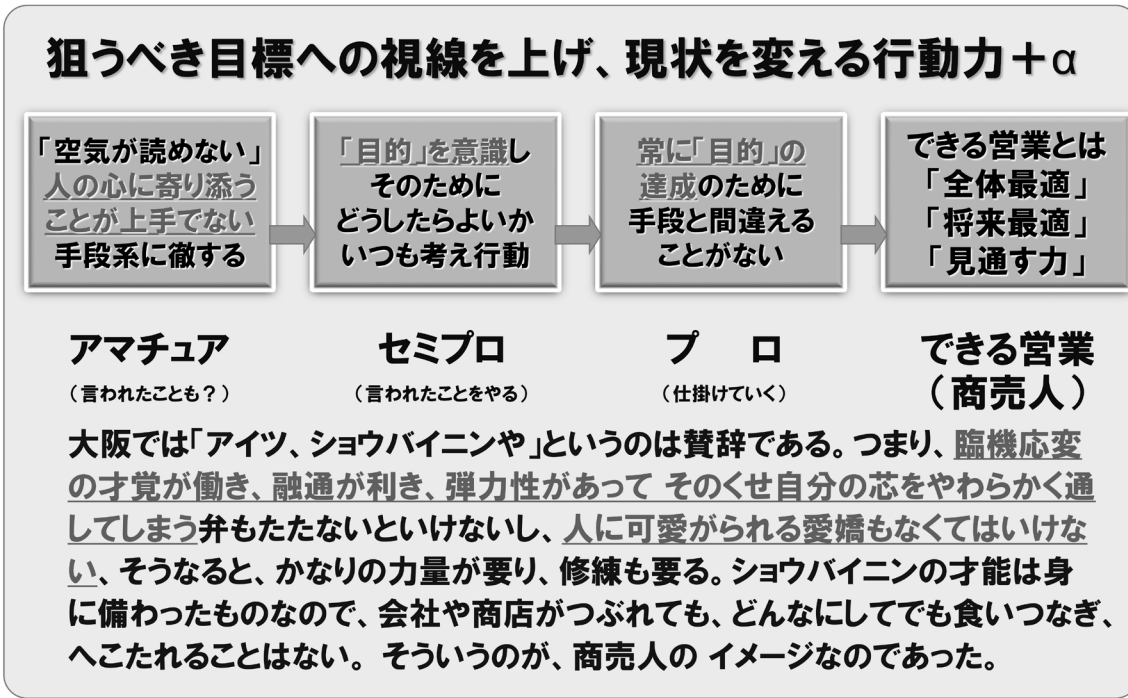 狙うべき目標への視線を上げ、現状を変える行動力＋α
「空気が読めない」
人の心に寄り添う
ことが上手でない
手段系に徹する
「目的」を意識し
そのために
どうしたらよいか
いつも考え行動
常に「目的」の
達成のために
手段と間違える
ことがない
できる営業とは
「全体最適」
「将来最適」
「見通す力」
アマチュア
（言われたことも？）
セミプロ
（言われたことをやる）
プ　ロ
（仕掛けていく）
できる営業
（商売人）
大阪では「アイツ、ショウバイニンや」というのは賛辞である。つまり、臨機応変
の才覚が働き、融通が利き、弾力性があって そのくせ自分の芯をやわらかく通
してしまう弁もたたないといけないし、人に可愛がられる愛嬌もなくてはいけな
い、そうなると、かなりの力量が要り、修練も要る。ショウバイニンの才能は身
に備わったものなので、会社や商店がつぶれても、どんなにしてでも食いつなぎ、
へこたれることはない。そういうのが、商売人の イメージなのであった。